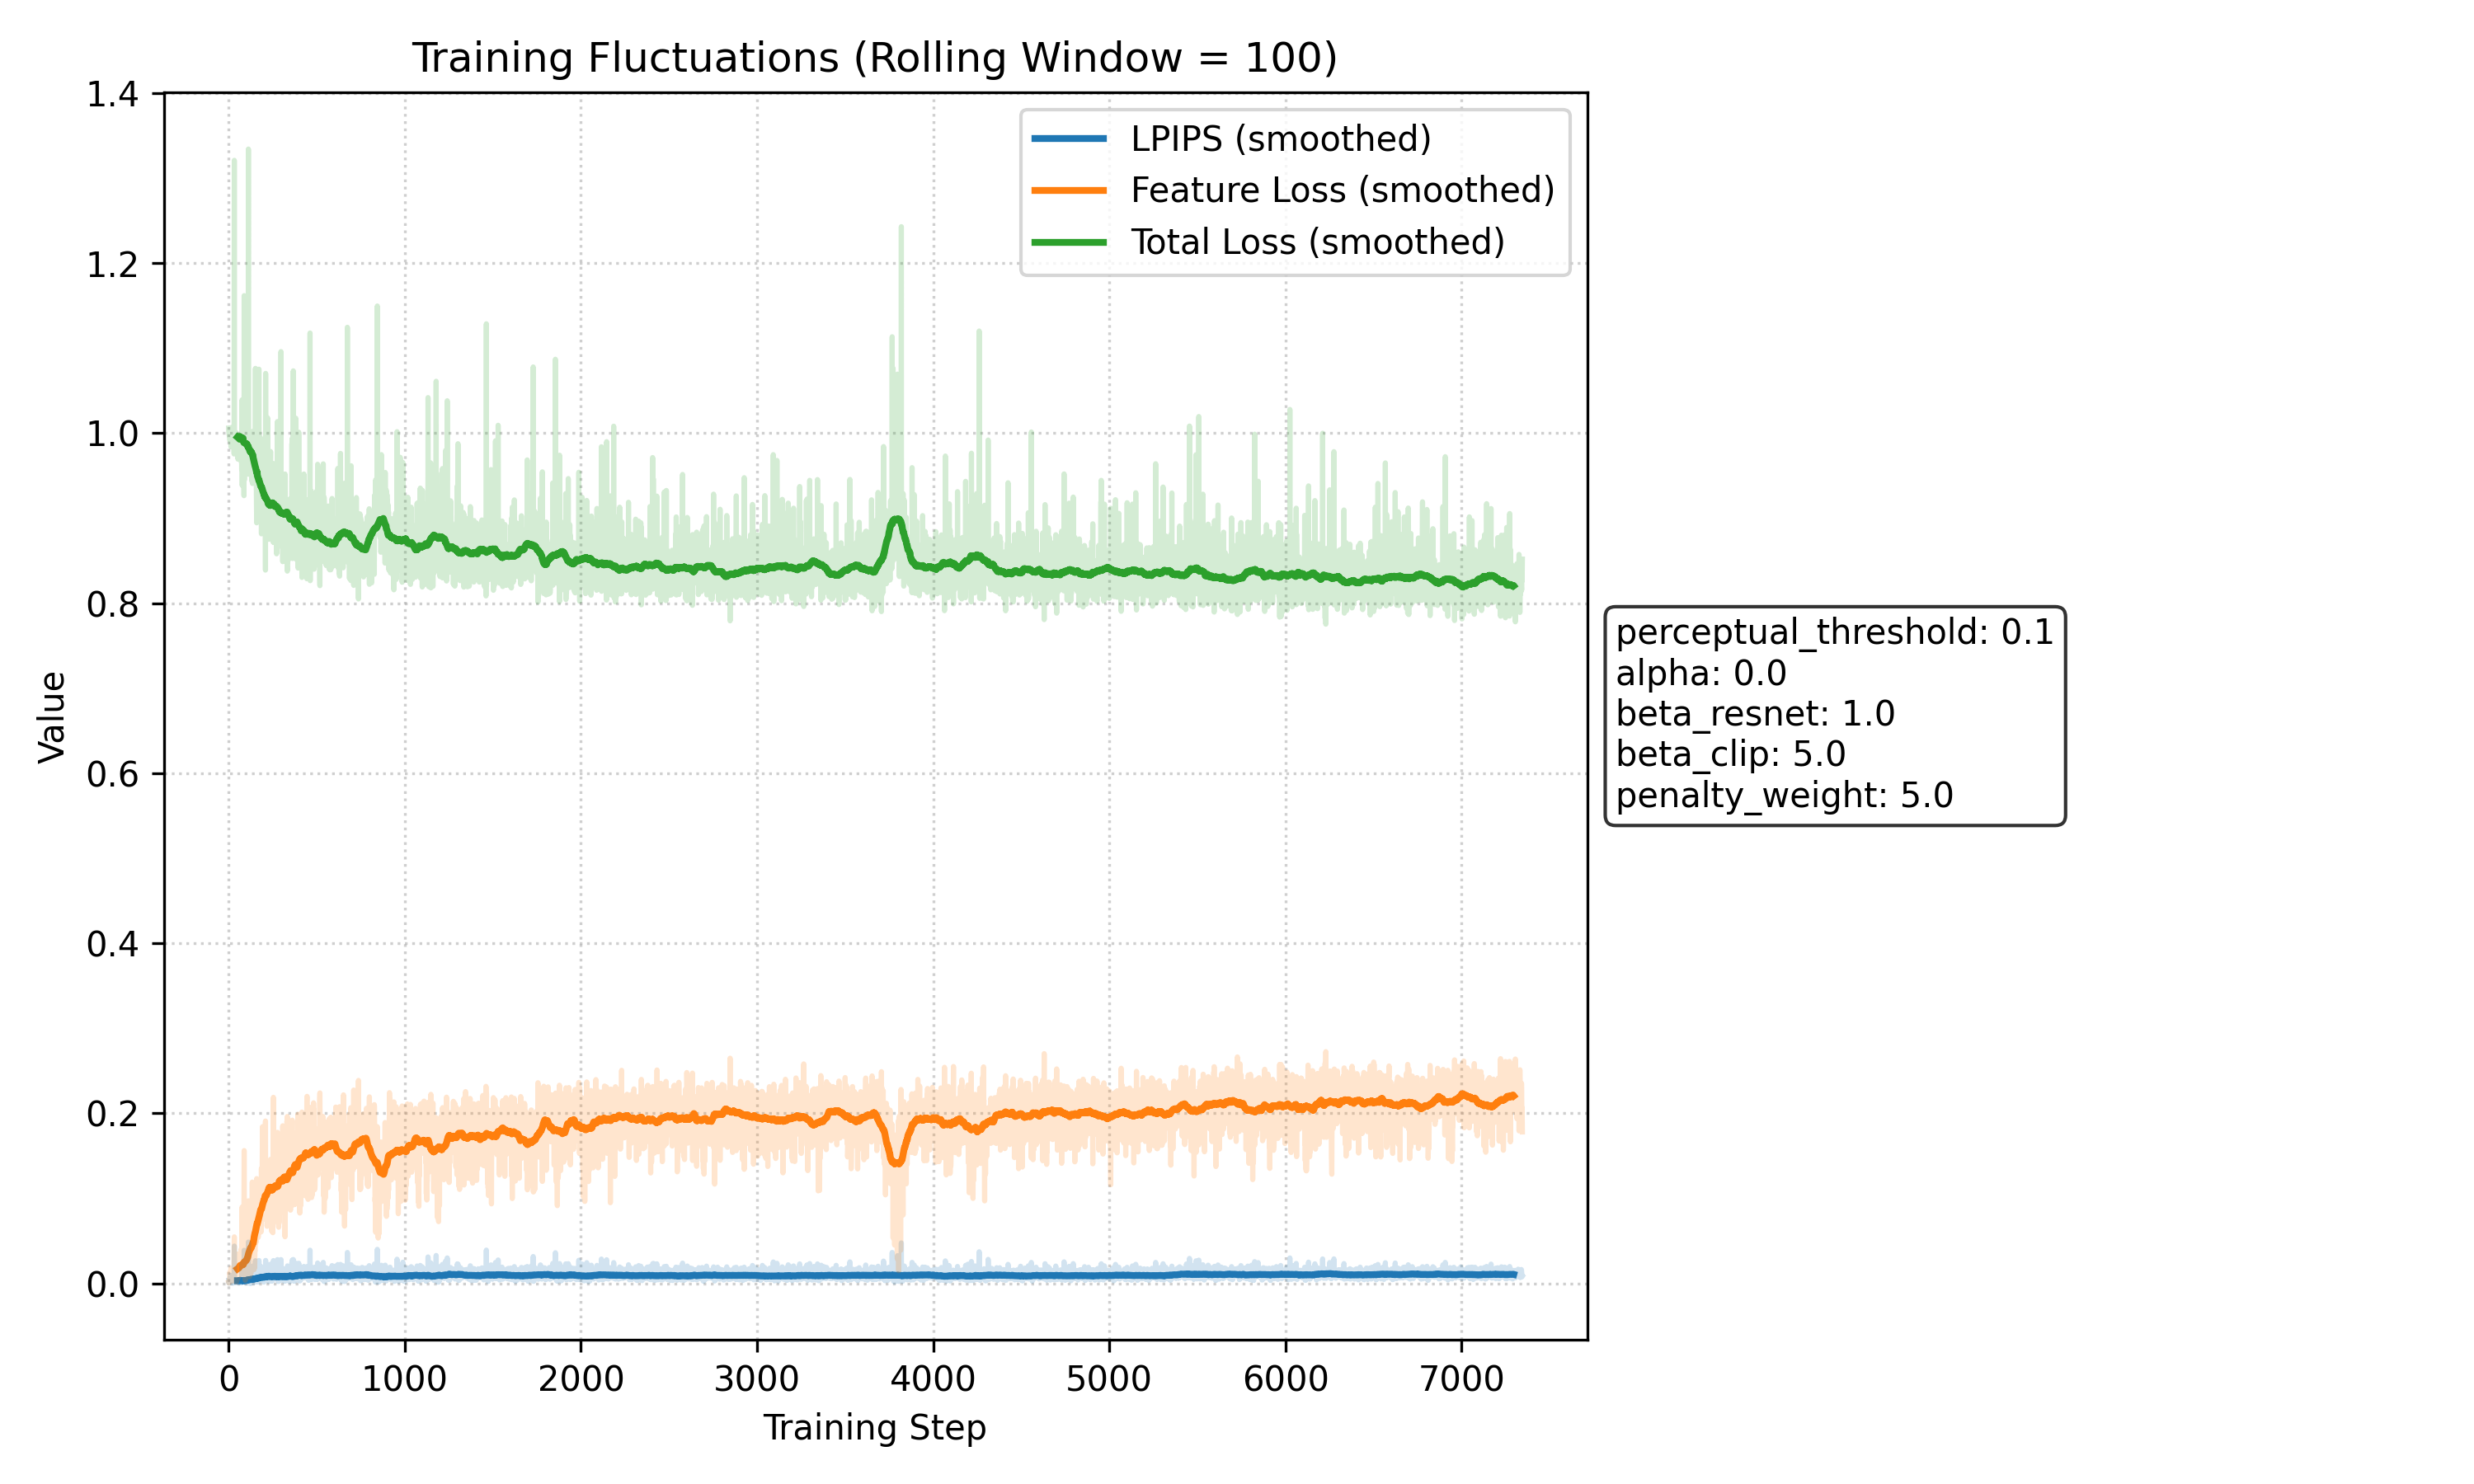 Training Fluctuations (Rolling Window = 100)
1.4
1.2
1.0
0.8
0.6
0.4
0.2
0.0
Value
LPIPS (smoothed)
Feature Loss (smoothed)
Total Loss (smoothed)
perceptual_threshold: 0.1
alpha: 0.0
beta_resnet: 1.0
beta_clip: 5.0
penalty_weight: 5.0
0 1000 2000 3000 4000 5000 6000 7000
Training Step